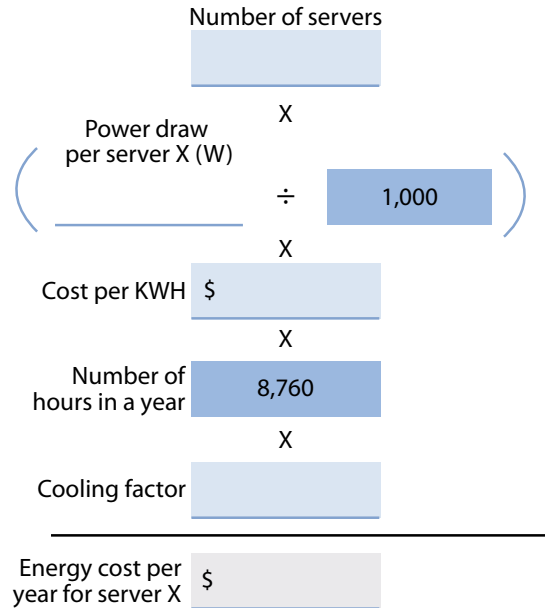 Number of servers
X
Power draw
per server X (W)
( ÷ 1,000 )
X
Cost per KWH $
X
Number of
hours in a year
8,760
X
Cooling factor
Energy cost per
year for server X
$